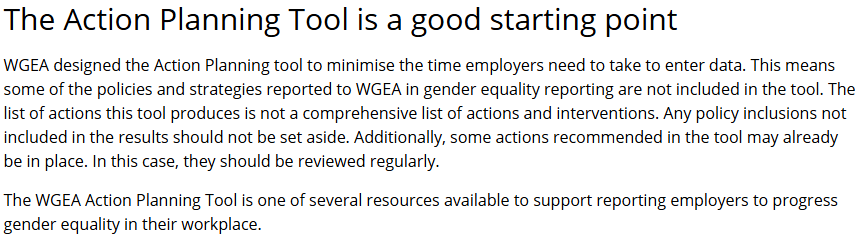 The Action Planning Tool is a good starting point
WGEA designed the Action Planning tool to minimise the time employers need to take to enter data. This means
some of the policies and strategies reported to WGEA in gender equality reporting are not included in the tool. The
list of actions this tool produces is not a comprehensive list of actions and interventions. Any policy inclusions not
included in the results should not be set aside. Additionally, some actions recommended in the tool may already
be in place. In this case, they should be reviewed regularly.
The WGEA Action Planning Tool is one of several resources available to support reporting employers to progress
gender equality in their workplace.